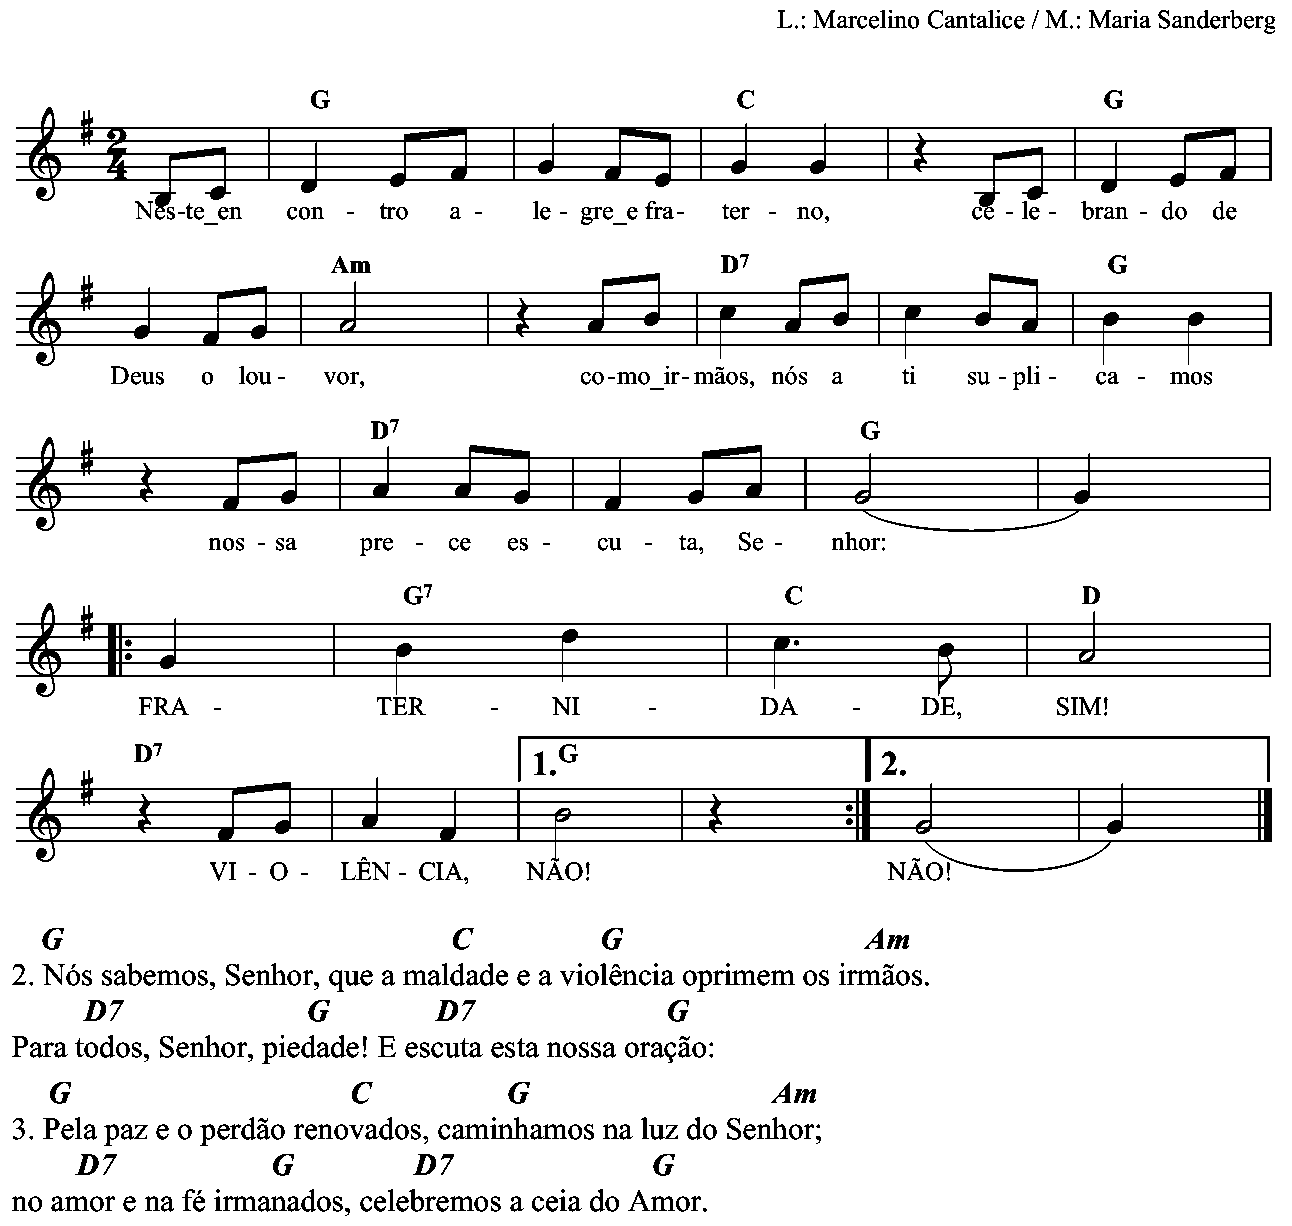 L.: Marcelino Cantalice / M.: Maria Sanderberg
G C G
2
4
Nes-te_en con - tro a - le - gre_e fra- ter - no, ce - le - bran - do de
Am D7 G
Deus o lou - vor, co-mo_ir-mãos, nós a ti su - pli - ca - mos
D7 G
nos - sa pre - ce es - cu - ta, Se - nhor:
G7 C D
FRA - TER - NI - DA - DE, SIM!
D7 1. G 2.
VI - O - LÊN - CIA, NÃO! NÃO!
G C G Am
2. Nós sabemos, Senhor, que a maldade e a violência oprimem os irmãos.
D7 G D7 G
Para todos, Senhor, piedade! E escuta esta nossa oração:
G C G Am
3. Pela paz e o perdão renovados, caminhamos na luz do Senhor;
D7 G D7 G
no amor e na fé irmanados, celebremos a ceia do Amor.